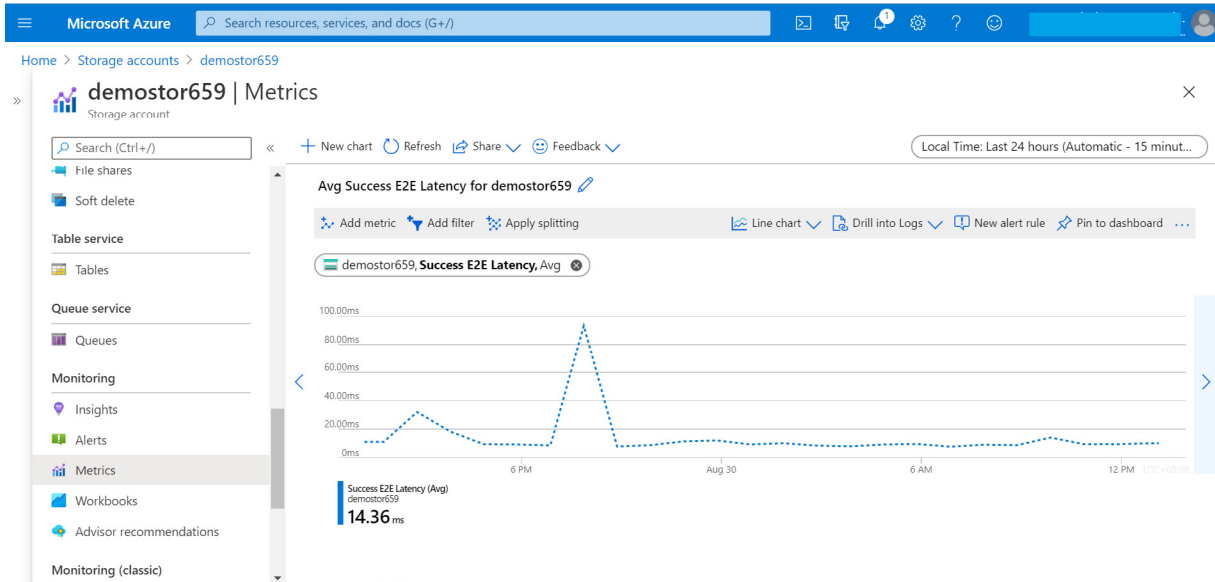 Microsoft Azure
Search resources, services, and docs (G+/)
1
Home > Storage accounts > demostor659
demostor659 | Metrics
Storage account
Search (Ctrl+/)
File shares
Soft delete
Table service
Tables
Queue service
Queues
Monitoring
Insights
Alerts
Metrics
Workbooks
Advisor recommendations
Monitoring (classic)
New chart Refresh Share Feedback
Local Time: Last 24 hours (Automatic - 15 minut...
Avg Success E2E Latency for demostor659
Add metric Add filter Apply splitting Line chart Drill into Logs New alert rule Pin to dashboard ...
demostor659, Success E2E Latency, Avg
100.00ms
80.00ms
60.00ms
40.00ms
20.00ms
0ms
6 PM Aug 30 6 AM 12 PM UTC+05:30
Success E2E Latency (Avg)
demostor659
14.36 ms